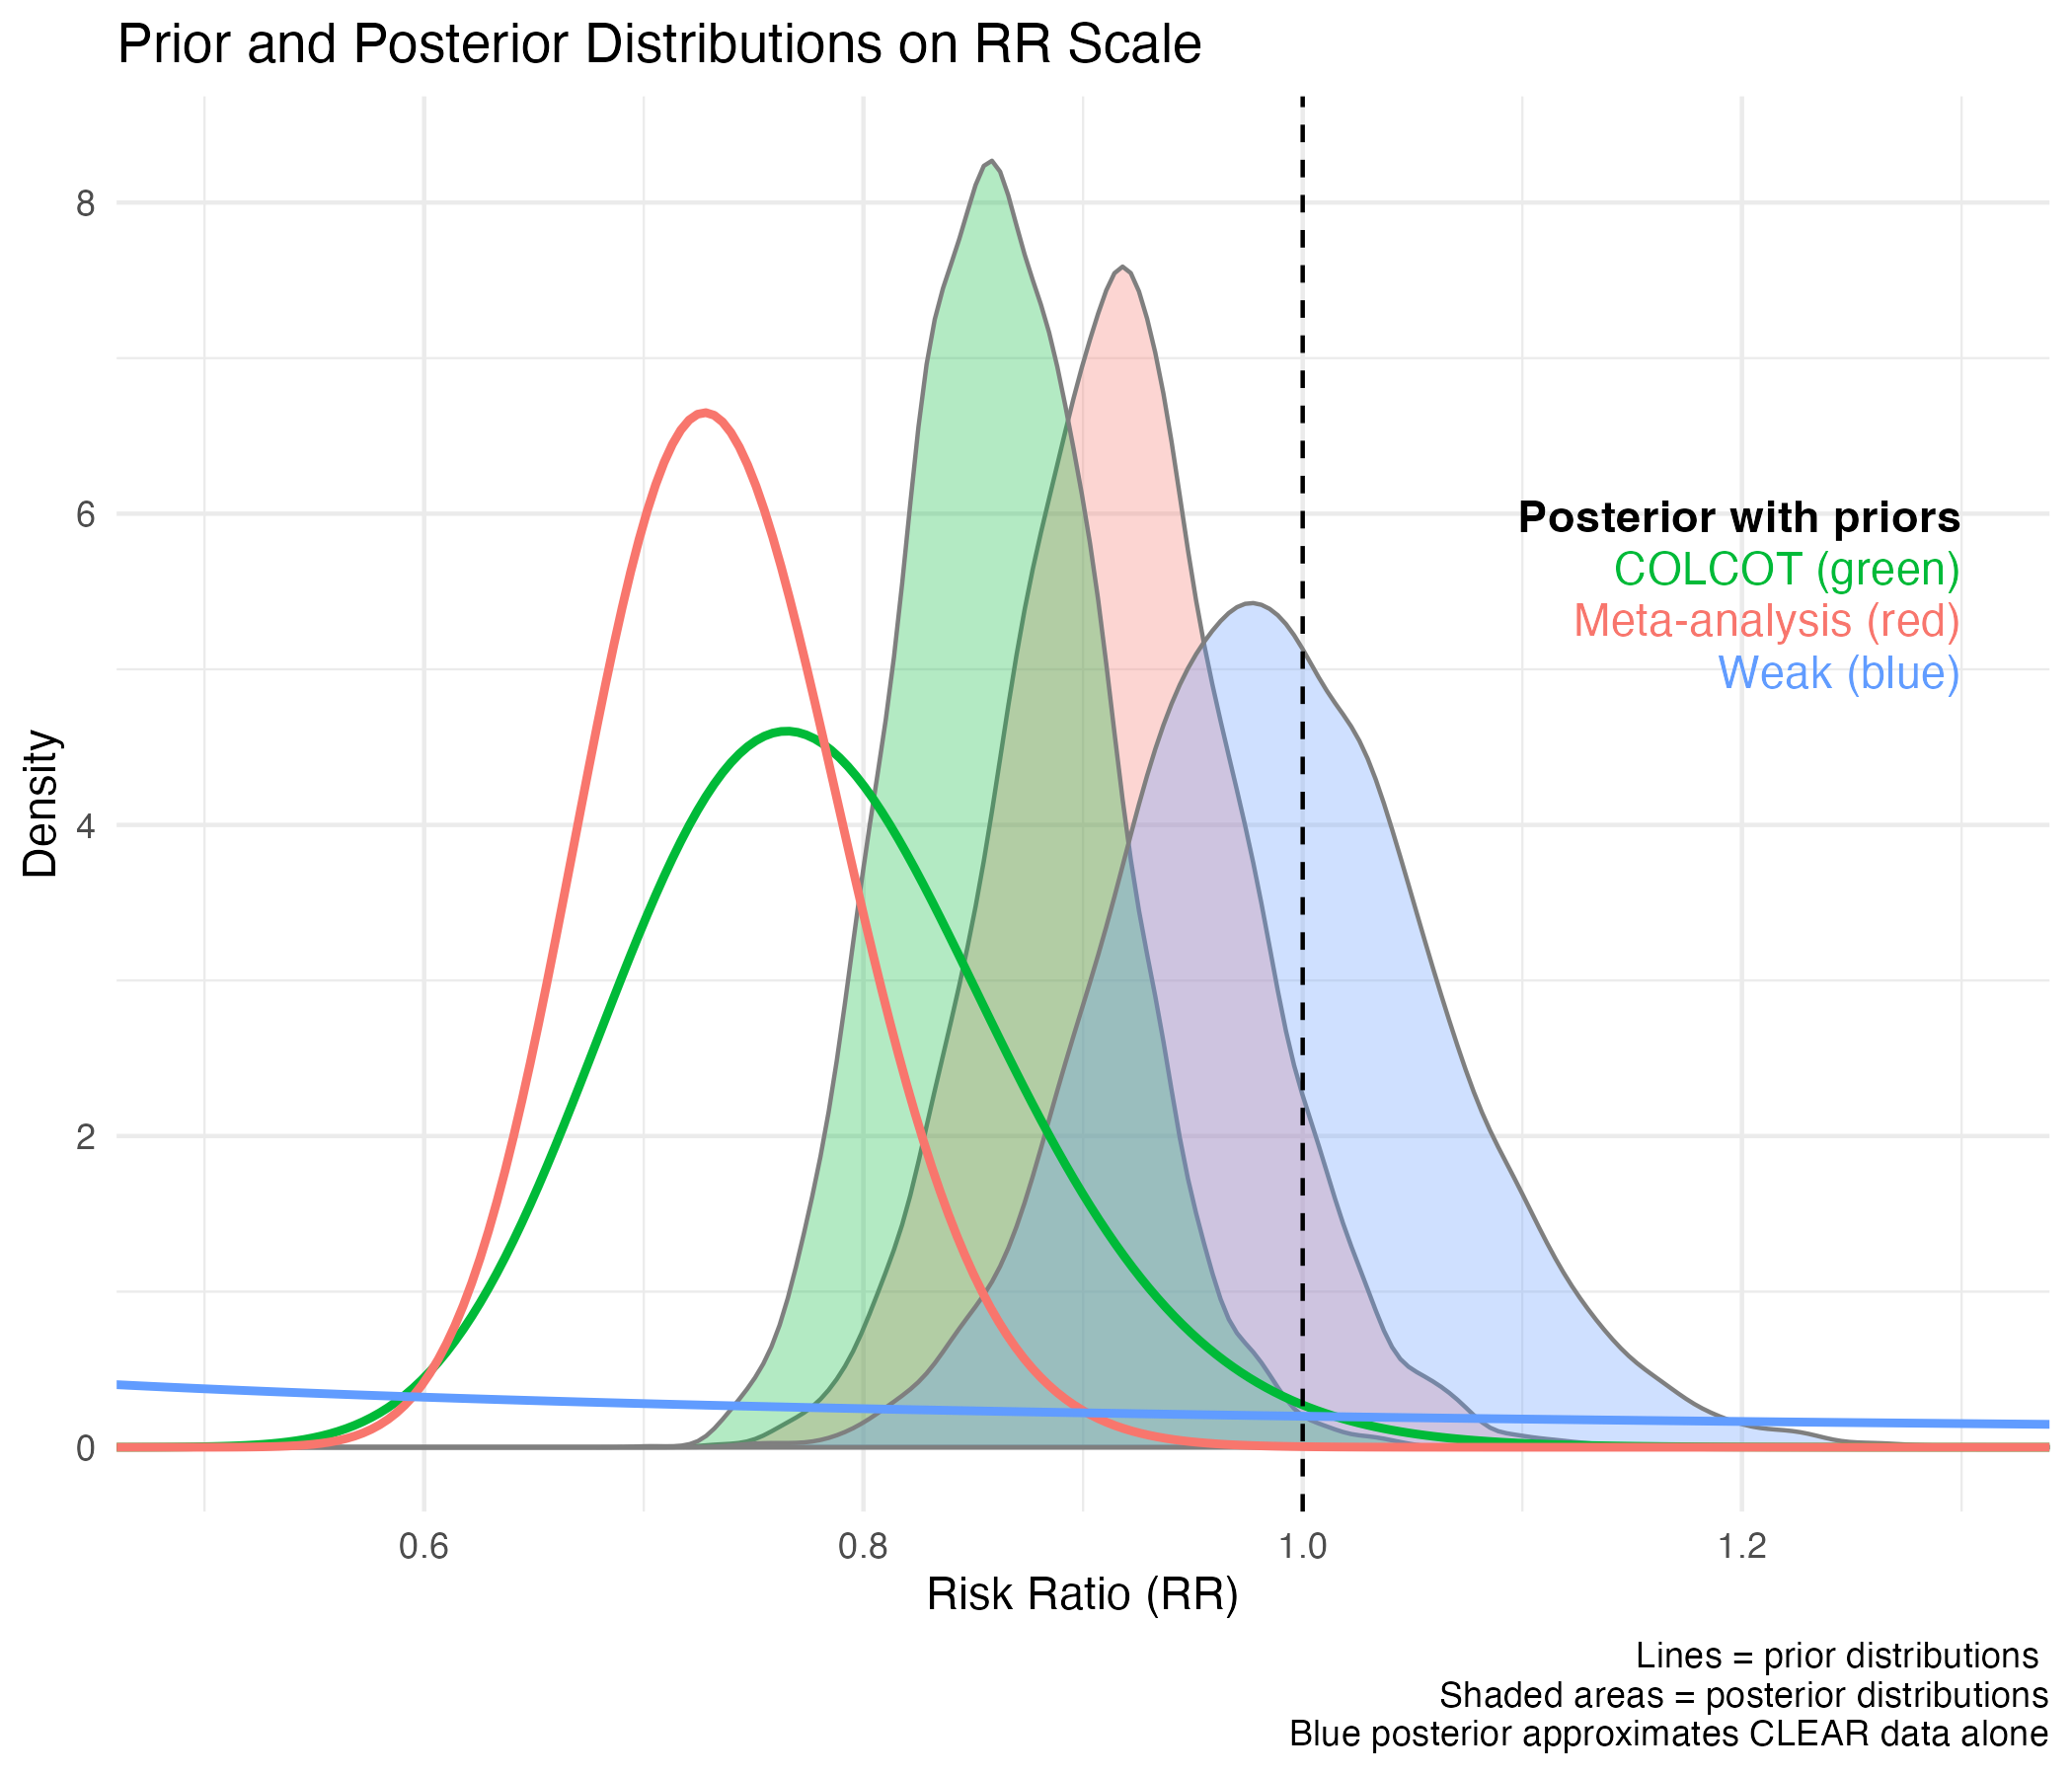 Prior and Posterior Distributions on RR Scale
Density
8
6
4
2
0
Posterior with priors
COLCOT (green)
Meta-analysis (red)
Weak (blue)
0.6 0.8 1.0 1.2
Risk Ratio (RR)
Lines = prior distributions
Shaded areas = posterior distributions
Blue posterior approximates CLEAR data alone